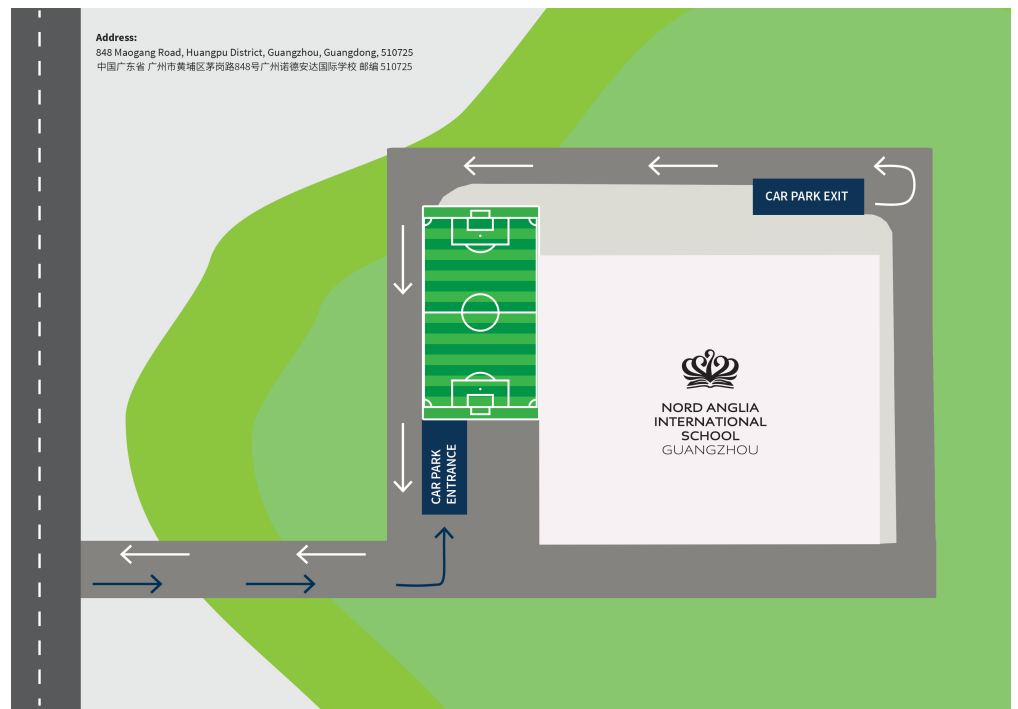 Address:
848 Maogang Road, Huangpu District, Guangzhou, Guangdong, 510725
中国广东省 广州市黄埔区茅岗路848号广州诺德安达国际学校 邮编 510725
CAR PARK EXIT
NORD ANGLIA
INTERNATIONAL
SCHOOL
GUANGZHOU
CAR PARK
ENTRANCE